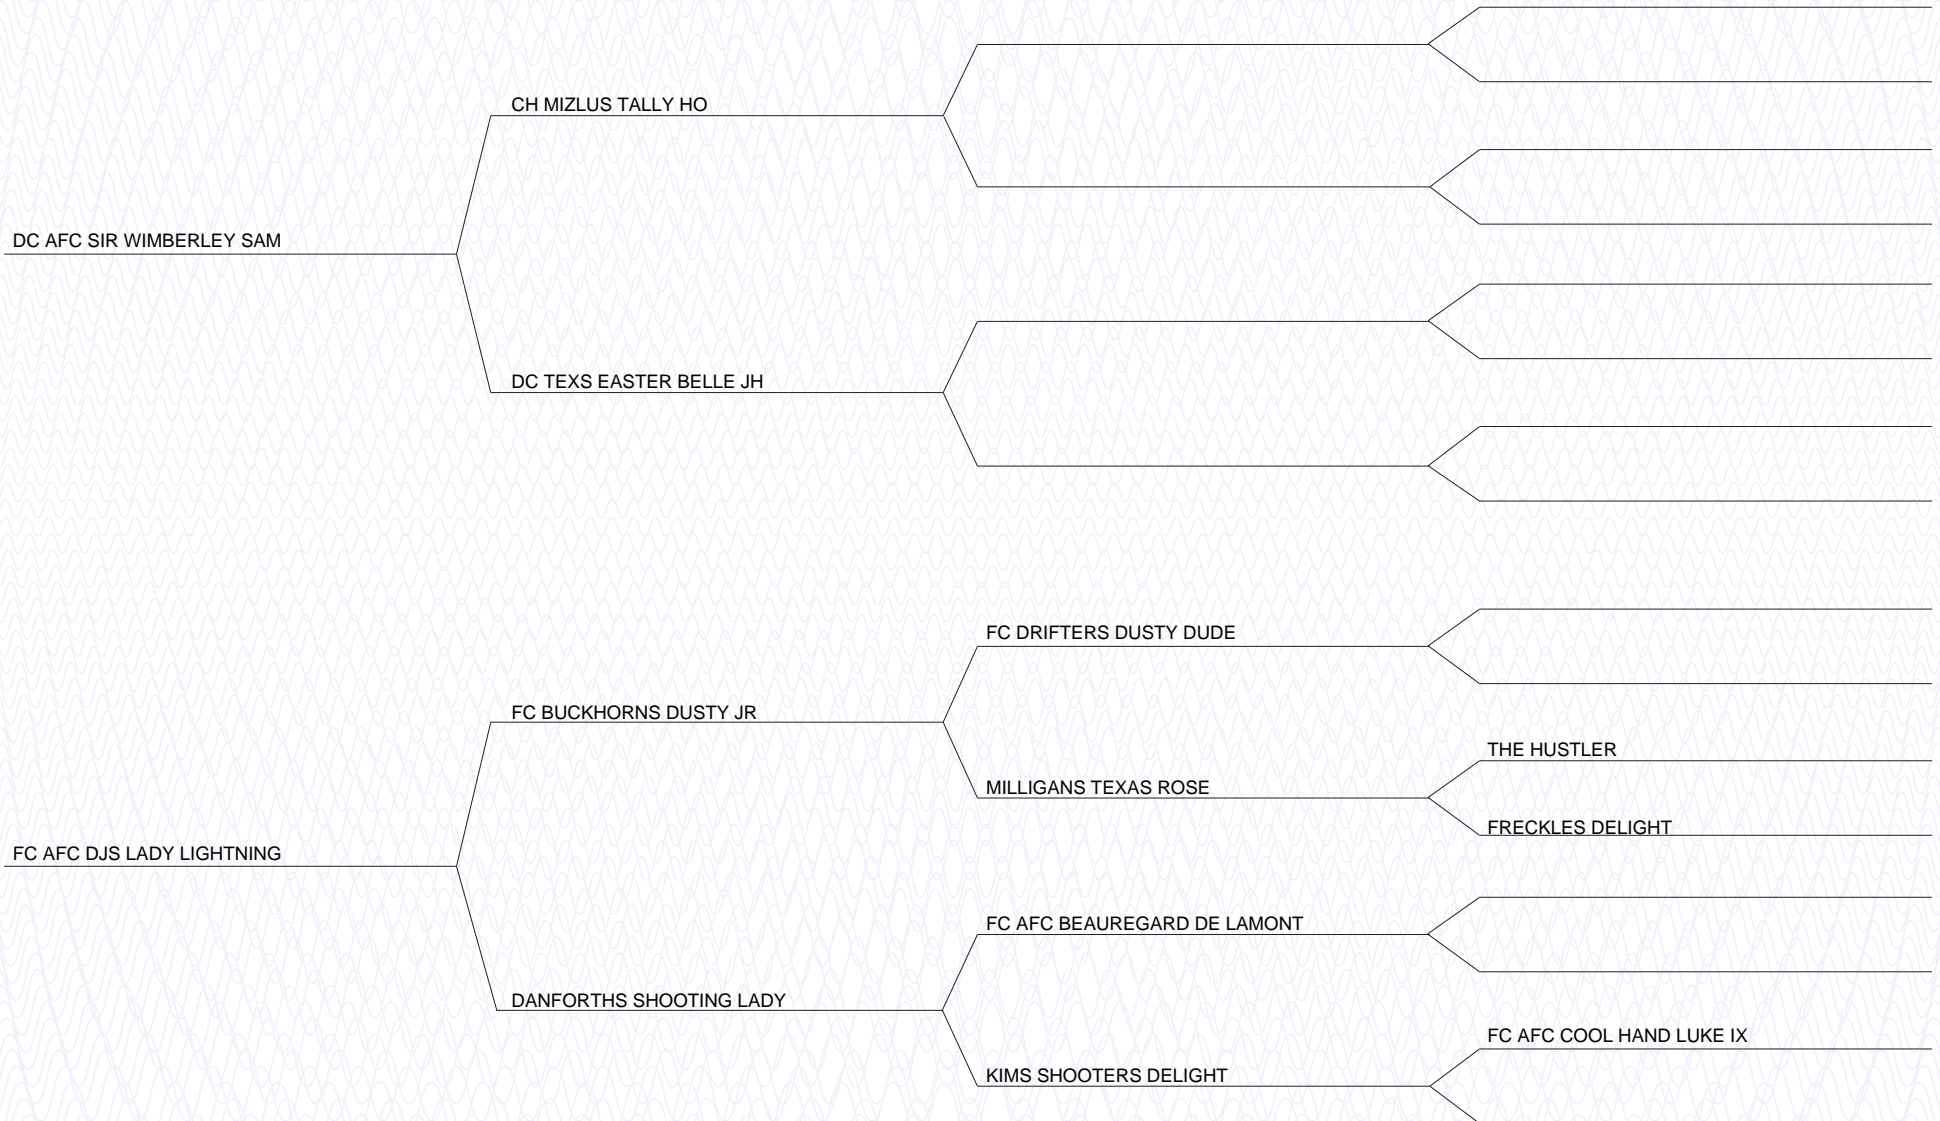 CH MIZLUS TALLY HO
DC AFC SIR WIMBERLEY SAM
DC TEXS EASTER BELLE JH
FC DRIFTERS DUSTY DUDE
FC BUCKHORNS DUSTY JR
THE HUSTLER
MILLIGANS TEXAS ROSE
FRECKLES DELIGHT
FC AFC DJS LADY LIGHTNING
FC AFC BEAUREGARD DE LAMONT
DANFORTHS SHOOTING LADY
FC AFC COOL HAND LUKE IX
KIMS SHOOTERS DELIGHT